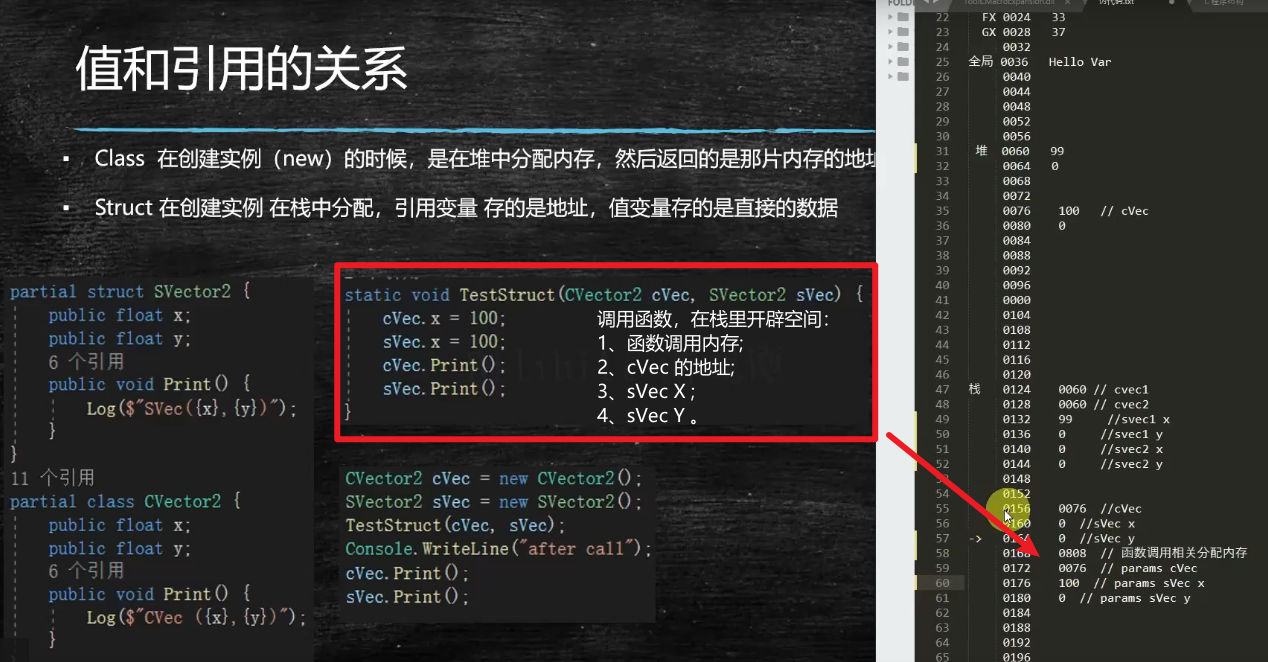 值和引用的关系
▪ Class 在创建实例（new）的时候，是在堆中分配内存，然后返回的是那片内存的地址
▪ Struct 在创建实例 在栈中分配，引用变量 存的是地址，值变量存的是直接的数据
partial struct SVector2 {
public float x;
public float y;
6 个引用
public void Print() {
Log($"SVec({x},{y})");
}
}
11 个引用
partial class CVector2 {
public float x;
public float y;
6 个引用
public void Print() {
Log($"CVec ({x},{y})");
}
static void TestStruct(CVector2 cVec, SVector2 sVec) {
cVec.x = 100;
sVec.x = 100;
cVec.Print();
sVec.Print();
}
调用函数，在栈里开辟空间：
1、函数调用内存;
2、cVec 的地址;
3、sVec X ;
4、sVec Y 。
CVector2 cVec = new CVector2();
SVector2 sVec = new SVector2();
TestStruct(cVec, sVec);
Console.WriteLine("after call");
cVec.Print();
sVec.Print();
22 FX 0024 33
23 GX 0028 37
24 0032
25 全局 0036 Hello Var
26 0040
27 0044
28 0048
29 0052
30 0056
31 堆 0060 99
32 0064 0
33 0068
34 0072
35 0076 100 // cVec
36 0080 0
37 0084
38 0088
39 0092
40 0096
41 0000
42 0104
43 0108
44 0112
45 0116
46 0120
47 栈 0124 0060 // cvec1
48 0128 0060 // cvec2
49 0132 99 //svec1 x
50 0136 0 //svec1 y
51 0140 0 //svec2 x
52 0144 0 //svec2 y
53 0148
54 0152
55 0156 0076 //cVec
56 0160 0 //sVec x
57 -> 0164 0 //sVec y
58 0168 0808 // 函数调用相关分配内存
59 0172 0076 // params cVec
60 0176 100 // params sVec x
61 0180 0 // params sVec y
62 0184
63 0188
64 0192
65 0196